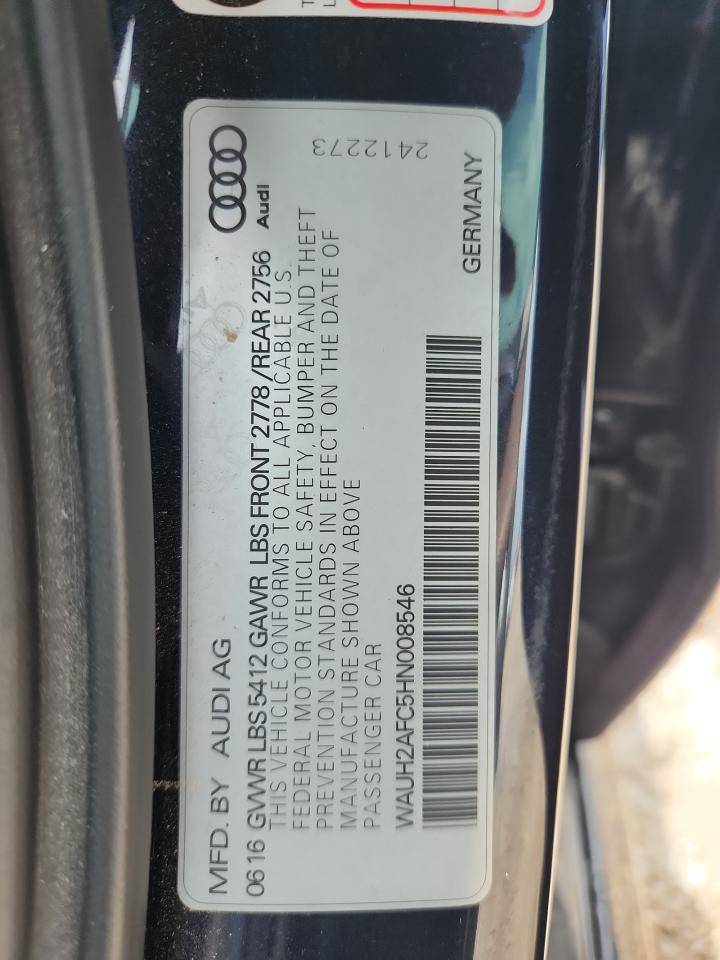 MFD. BY AUDI AG
Audi
06 16 GVWR LBS 5412 GAWR LBS FRONT 2778 /REAR 2756
THIS VEHICLE CONFORMS TO ALL APPLICABLE U.S.
FEDERAL MOTOR VEHICLE SAFETY, BUMPER AND THEFT
PREVENTION STANDARDS IN EFFECT ON THE DATE OF
MANUFACTURE SHOWN ABOVE
PASSENGER CAR
2412273
WAUH2AFC5HN008546
GERMANY